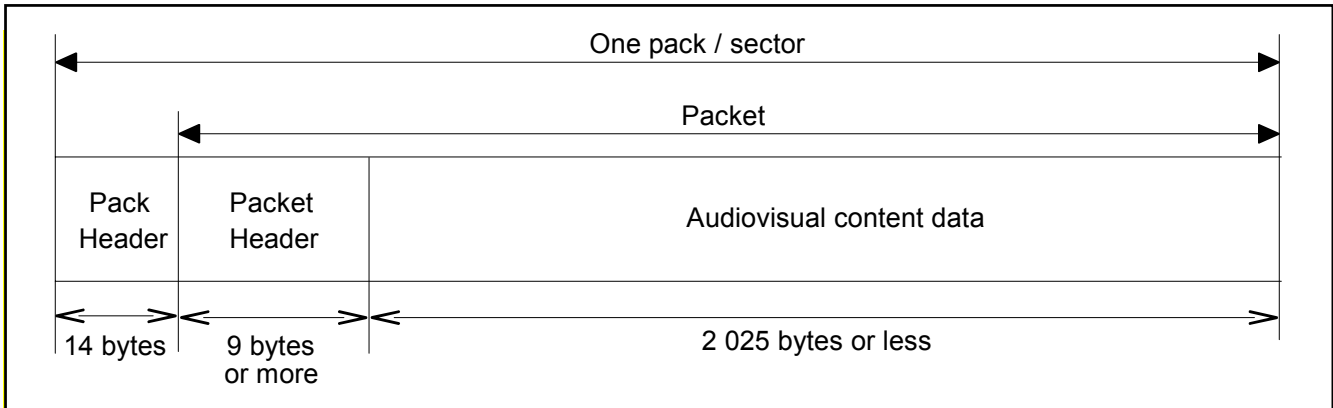 One pack / sector
Packet
Pack
Header
Packet
Header
Audiovisual content data
14 bytes
9 bytes
or more
2 025 bytes or less